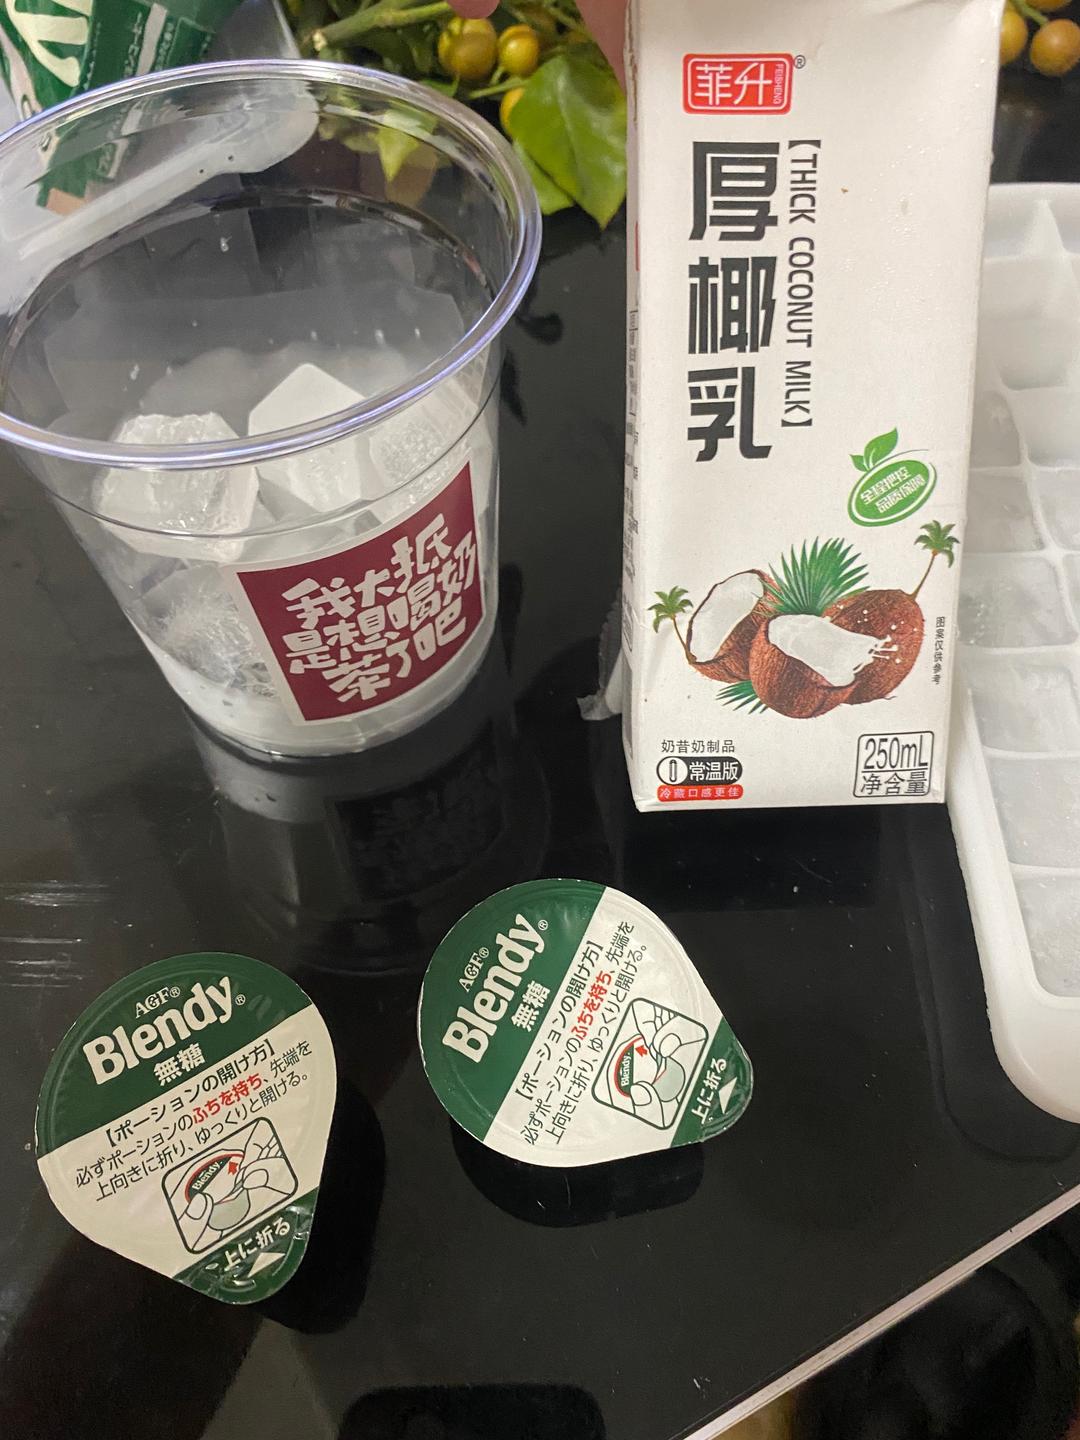 菲升®
FEISHENG
厚椰乳
【THICK COCONUT MILK】
全程把控
图案仅供参考
奶昔奶制品
常温版
冷藏口感更佳
250mL
净含量
我大抵
是想喝奶
茶了吧
AGF®
Blendy®
無糖
【ポーションの開け方】
必ずポーションのふちを持ち、先端を
上向きに折り、ゆっくりと開ける。
Blendy
上に折る
AGF®
Blendy®
無糖
【ポーションの開け方】
必ずポーションのふちを持ち、先端を
上向きに折り、ゆっくりと開ける。
Blendy
上に折る